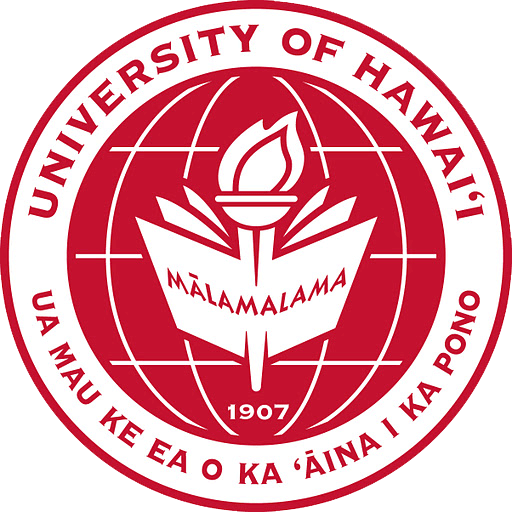 UNIVERSITY OF HAWAIʻI
MĀLAMALAMA
1907
UA MAU KE EA O KA ʻĀINA I KA PONO